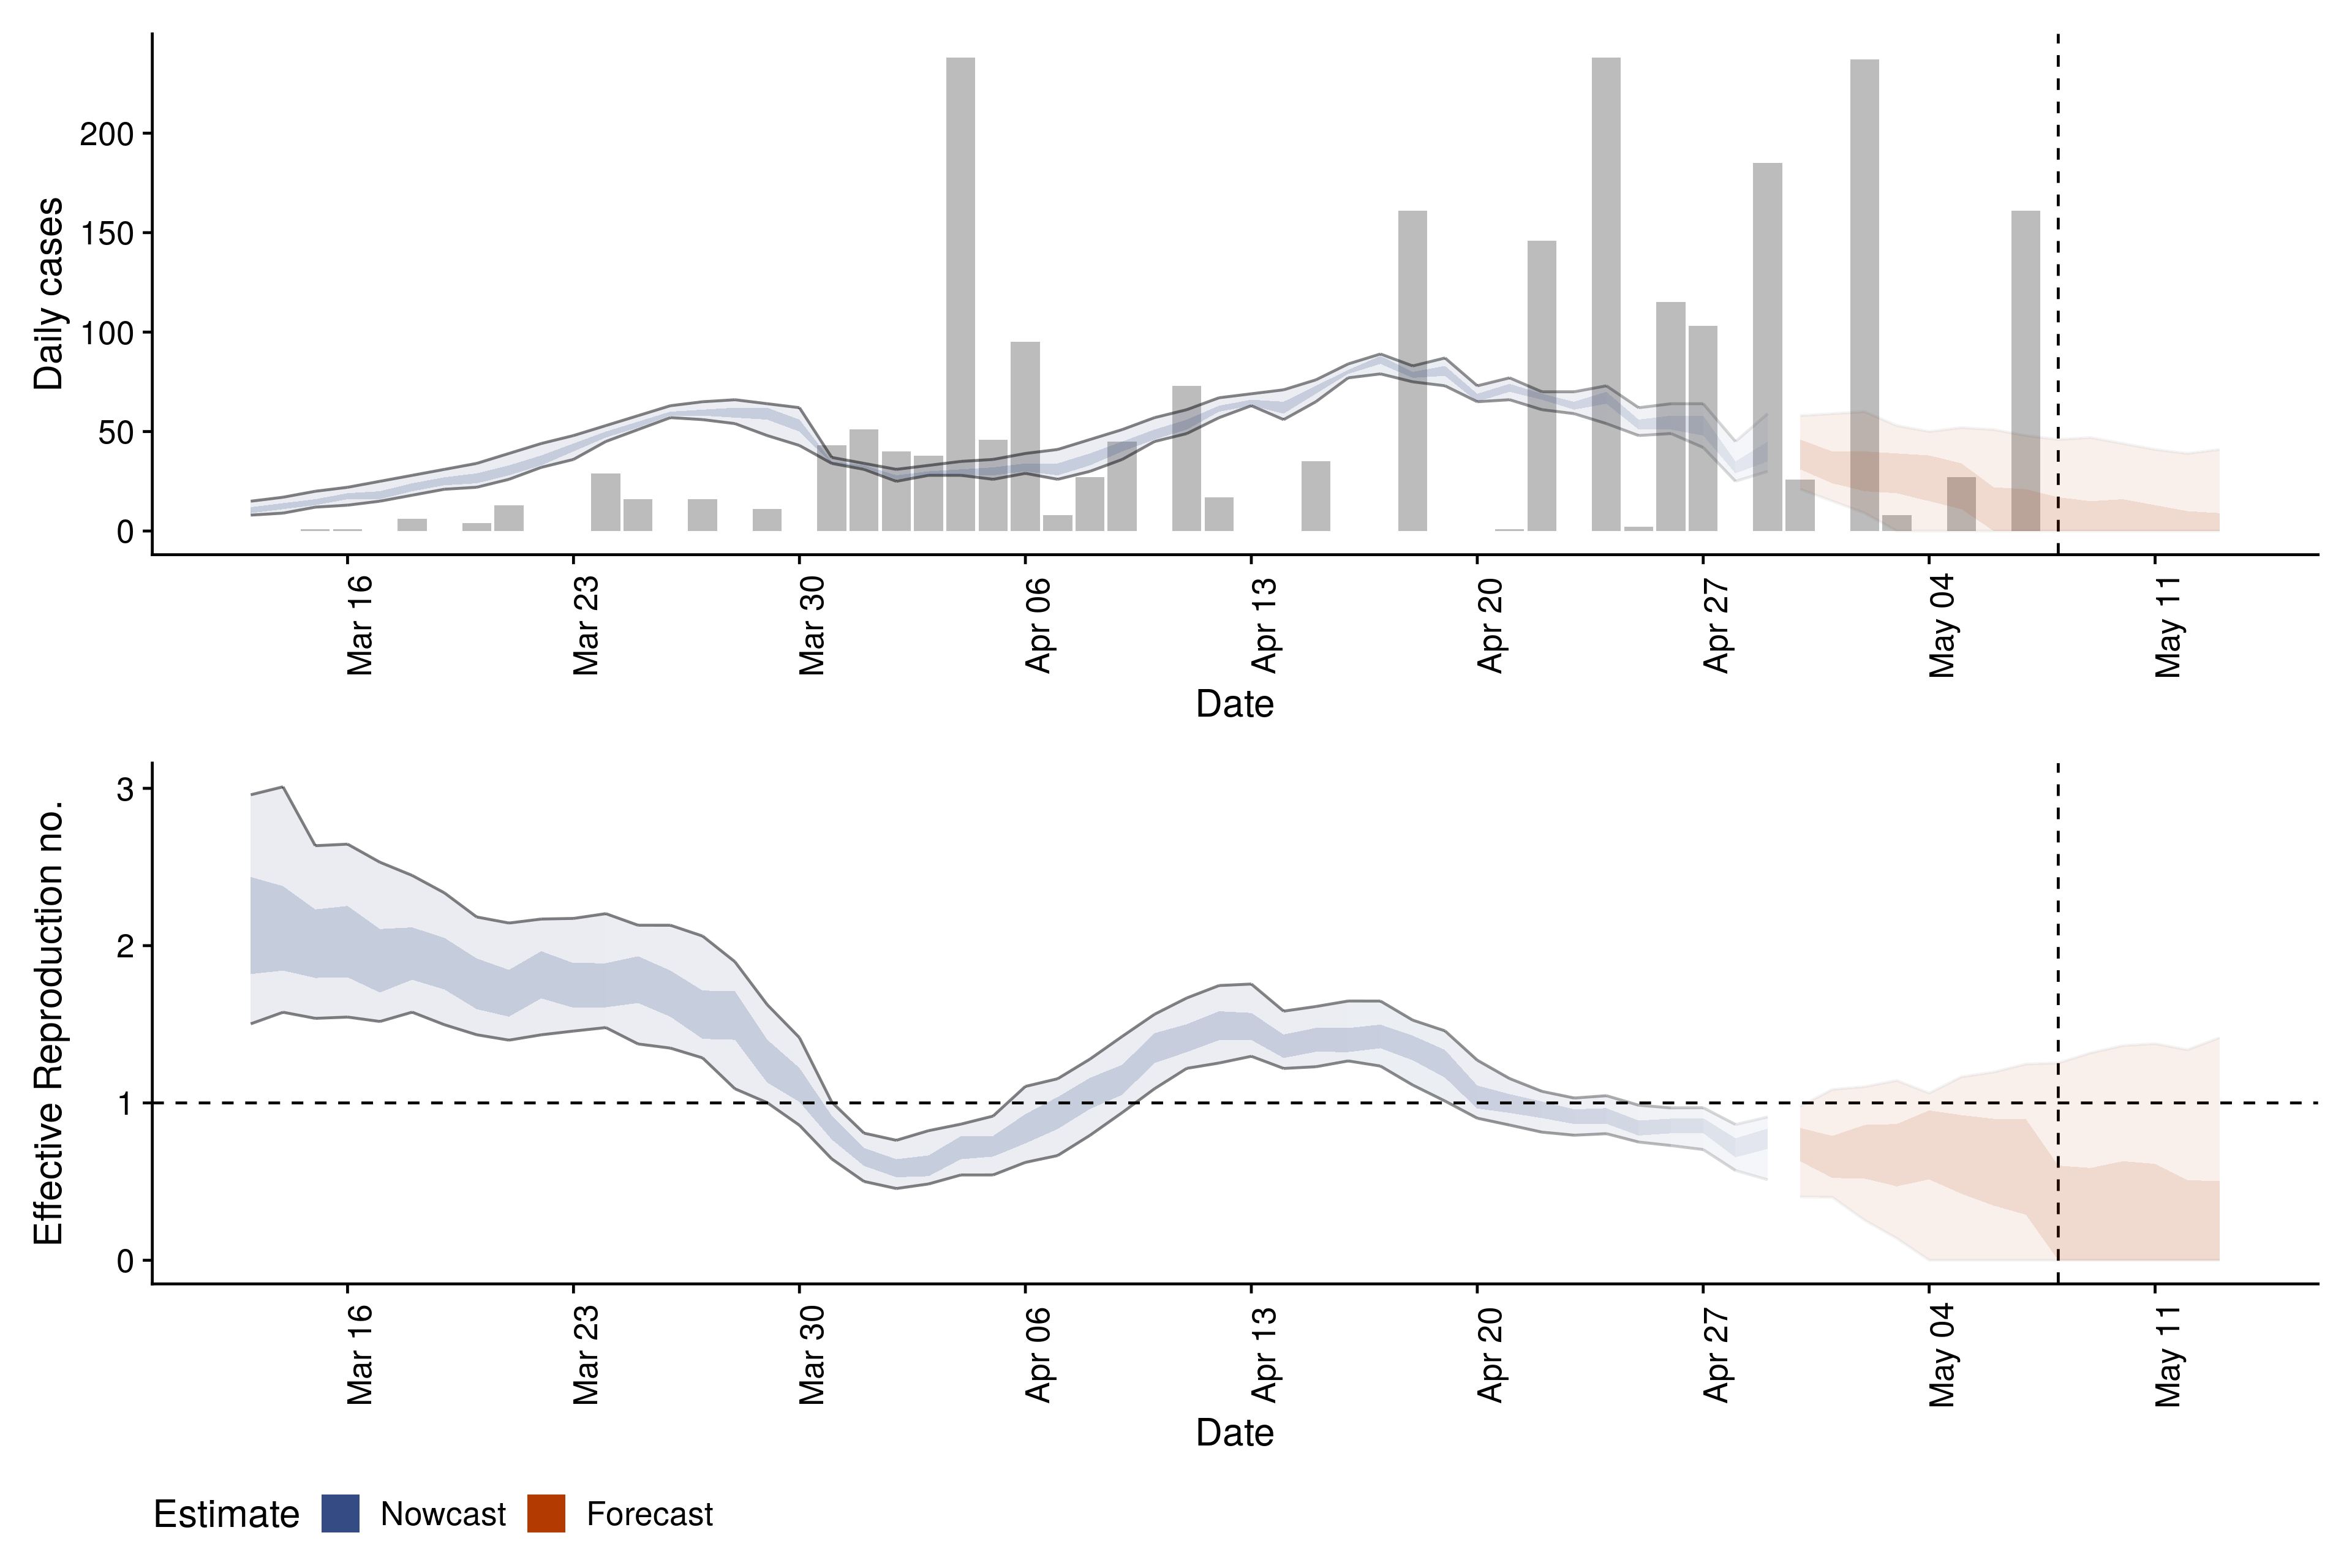 Daily cases
200
150
100
50
0
Mar 16
Mar 23
Mar 30
Apr 06
Apr 13
Apr 20
Apr 27
May 04
May 11
Date
Effective Reproduction no.
3
2
1
0
Mar 16
Mar 23
Mar 30
Apr 06
Apr 13
Apr 20
Apr 27
May 04
May 11
Date
Estimate Nowcast Forecast